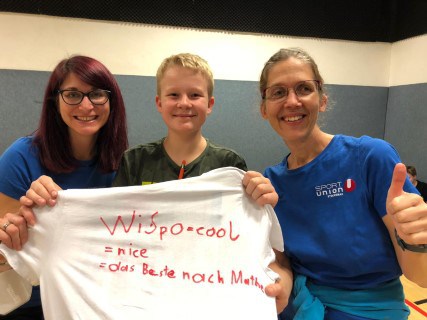 WiSpo=cool
=nice
=das Beste nach Mathe
SPORT
union